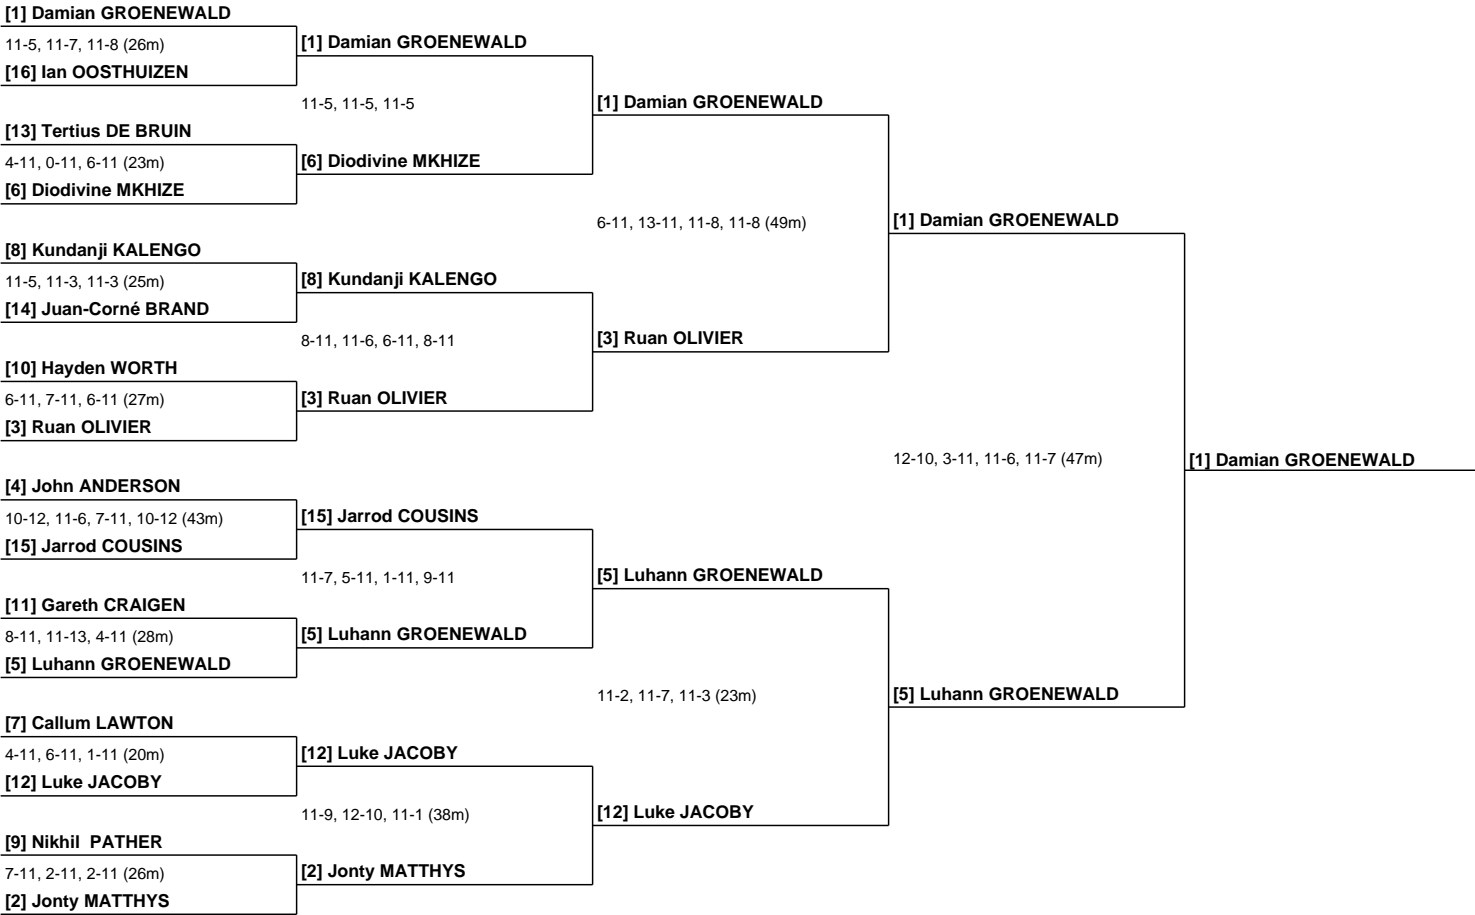 [1] Damian GROENEWALD
11-5, 11-7, 11-8 (26m)
[16] Ian OOSTHUIZEN
[13] Tertius DE BRUIN
4-11, 0-11, 6-11 (23m)
[6] Diodivine MKHIZE
[8] Kundanji KALENGO
11-5, 11-3, 11-3 (25m)
[14] Juan-Corné BRAND
[10] Hayden WORTH
6-11, 7-11, 6-11 (27m)
[3] Ruan OLIVIER
[4] John ANDERSON
10-12, 11-6, 7-11, 10-12 (43m)
[15] Jarrod COUSINS
[11] Gareth CRAIGEN
8-11, 11-13, 4-11 (28m)
[5] Luhann GROENEWALD
[7] Callum LAWTON
4-11, 6-11, 1-11 (20m)
[12] Luke JACOBY
[9] Nikhil  PATHER
7-11, 2-11, 2-11 (26m)
[2] Jonty MATTHYS
[1] Damian GROENEWALD
11-5, 11-5, 11-5
[6] Diodivine MKHIZE
[8] Kundanji KALENGO
8-11, 11-6, 6-11, 8-11
[3] Ruan OLIVIER
[15] Jarrod COUSINS
11-7, 5-11, 1-11, 9-11
[5] Luhann GROENEWALD
[12] Luke JACOBY
11-9, 12-10, 11-1 (38m)
[2] Jonty MATTHYS
[1] Damian GROENEWALD
6-11, 13-11, 11-8, 11-8 (49m)
[3] Ruan OLIVIER
[5] Luhann GROENEWALD
11-2, 11-7, 11-3 (23m)
[12] Luke JACOBY
[1] Damian GROENEWALD
12-10, 3-11, 11-6, 11-7 (47m)
[5] Luhann GROENEWALD
[1] Damian GROENEWALD